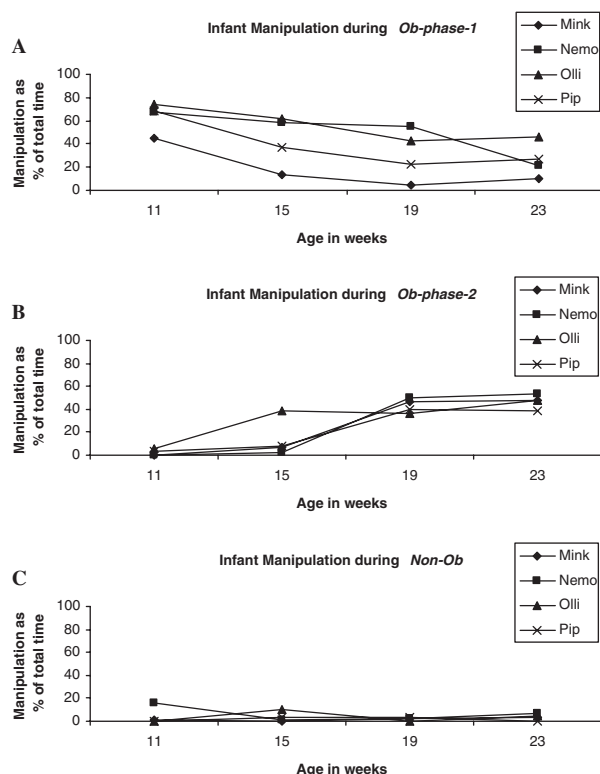 A
Infant Manipulation during Ob-phase-1
Manipulation as
% of total time
100
80
60
40
20
0
11 15 19 23
Age in weeks
Mink
Nemo
Olli
Pip
B
Infant Manipulation during Ob-phase-2
Manipulation as
% of total time
100
80
60
40
20
0
11 15 19 23
Age in weeks
Mink
Nemo
Olli
Pip
C
Infant Manipulation during Non-Ob
Manipulation as
% of total time
100
80
60
40
20
0
11 15 19 23
Age in weeks
Mink
Nemo
Olli
Pip